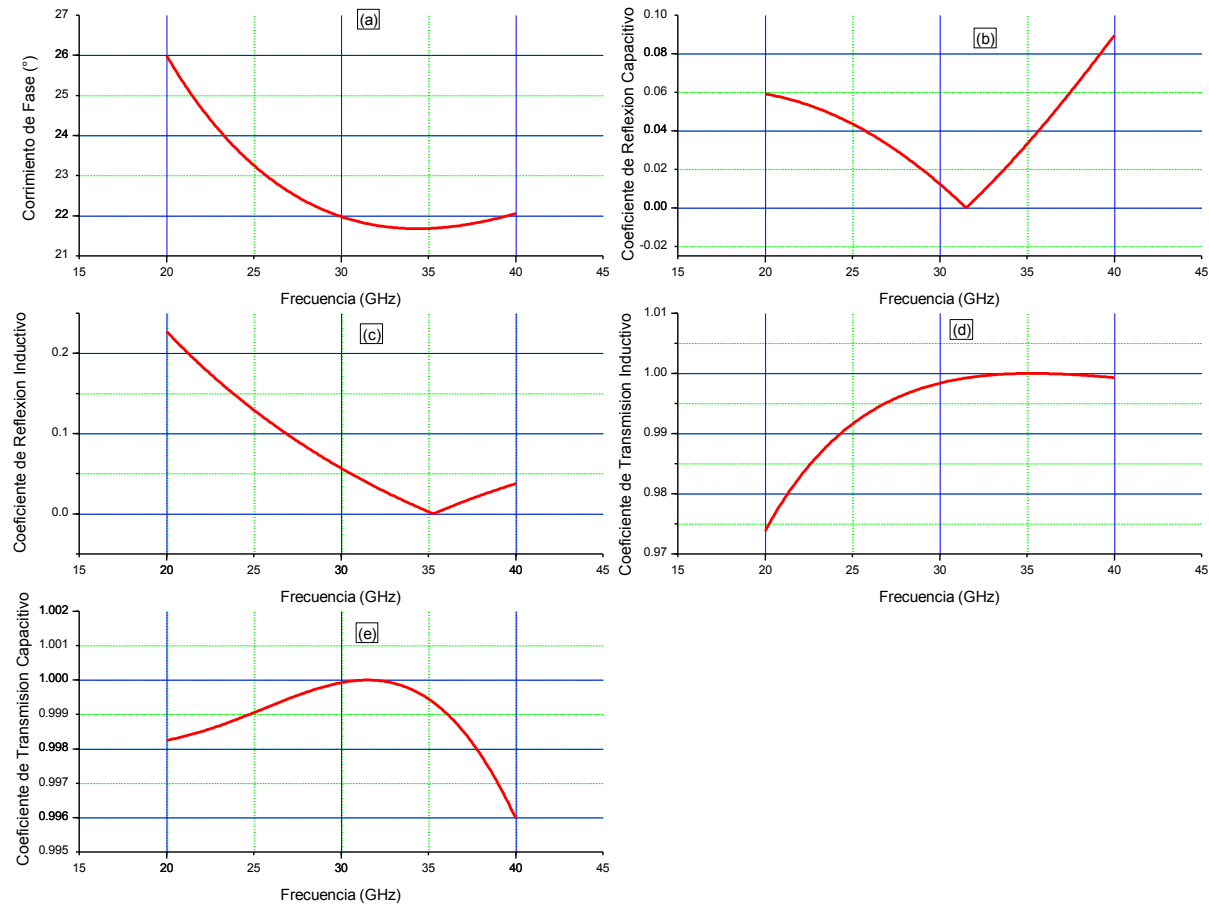 (a)
Corrimiento de Fase (°)
27
26
25
24
23
22
21
15 20 25 30 35 40 45
Frecuencia (GHz)
(b)
Coeficiente de Reflexion Capacitivo
0.10
0.08
0.06
0.04
0.02
0.00
-0.02
15 20 25 30 35 40 45
Frecuencia (GHz)
(c)
Coeficiente de Reflexion Inductivo
0.2
0.1
0.0
15 20 25 30 35 40 45
Frecuencia (GHz)
(d)
Coeficiente de Transmision Inductivo
1.01
1.00
0.99
0.98
0.97
15 20 25 30 35 40 45
Frecuencia (GHz)
(e)
Coeficiente de Transmision Capacitivo
1.002
1.001
1.000
0.999
0.998
0.997
0.996
0.995
15 20 25 30 35 40 45
Frecuencia (GHz)